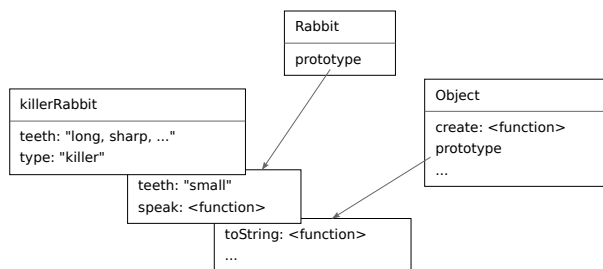 Rabbit
prototype
killerRabbit
teeth: "long, sharp, ..."
type: "killer"
Object
create: <function>
prototype
...
teeth: "small"
speak: <function>
toString: <function>
...